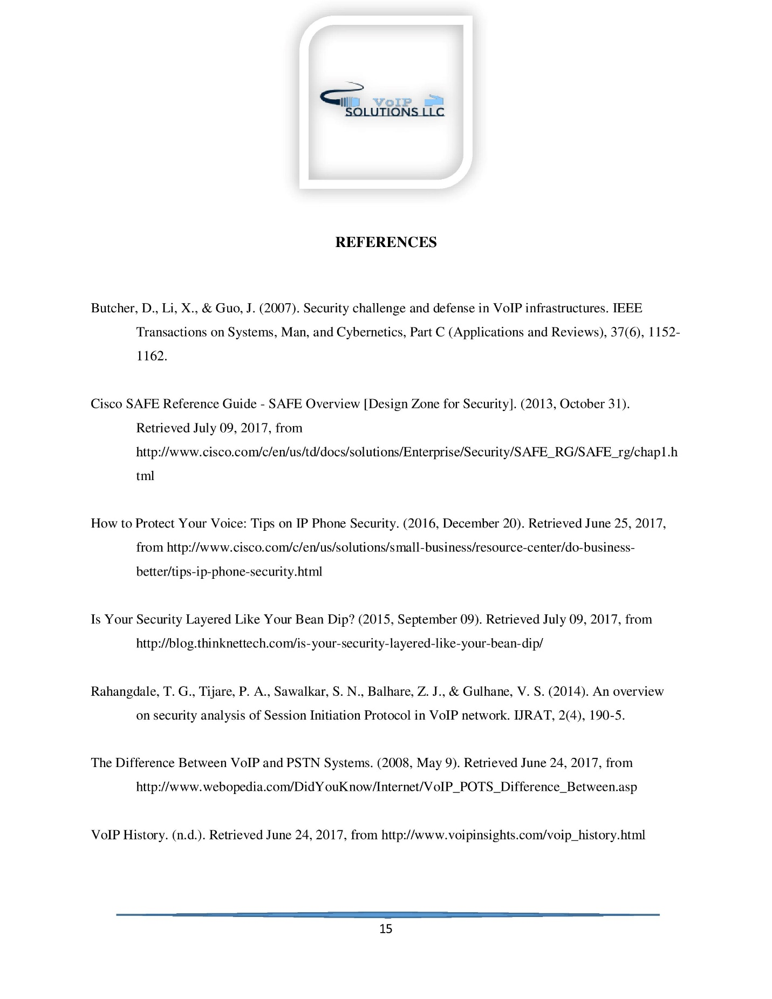 VoIP
SOLUTIONS LLC
REFERENCES
Butcher, D., Li, X., & Guo, J. (2007). Security challenge and defense in VoIP infrastructures. IEEE
Transactions on Systems, Man, and Cybernetics, Part C (Applications and Reviews), 37(6), 1152-
1162.
Cisco SAFE Reference Guide - SAFE Overview [Design Zone for Security]. (2013, October 31).
Retrieved July 09, 2017, from
http://www.cisco.com/c/en/us/td/docs/solutions/Enterprise/Security/SAFE_RG/SAFE_rg/chap1.h
tml
How to Protect Your Voice: Tips on IP Phone Security. (2016, December 20). Retrieved June 25, 2017,
from http://www.cisco.com/c/en/us/solutions/small-business/resource-center/do-business-
better/tips-ip-phone-security.html
Is Your Security Layered Like Your Bean Dip? (2015, September 09). Retrieved July 09, 2017, from
http://blog.thinknettech.com/is-your-security-layered-like-your-bean-dip/
Rahangdale, T. G., Tijare, P. A., Sawalkar, S. N., Balhare, Z. J., & Gulhane, V. S. (2014). An overview
on security analysis of Session Initiation Protocol in VoIP network. IJRAT, 2(4), 190-5.
The Difference Between VoIP and PSTN Systems. (2008, May 9). Retrieved June 24, 2017, from
http://www.webopedia.com/DidYouKnow/Internet/VoIP_POTS_Difference_Between.asp
VoIP History. (n.d.). Retrieved June 24, 2017, from http://www.voipinsights.com/voip_history.html
15